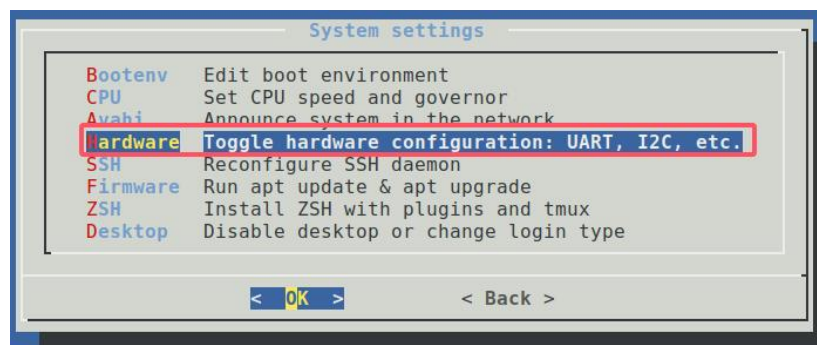 System settings
Bootenv Edit boot environment
CPU Set CPU speed and governor
Avahi Announce system in the network
Hardware Toggle hardware configuration: UART, I2C, etc.
SSH Reconfigure SSH daemon
Firmware Run apt update & apt upgrade
ZSH Install ZSH with plugins and tmux
Desktop Disable desktop or change login type
< OK > < Back >